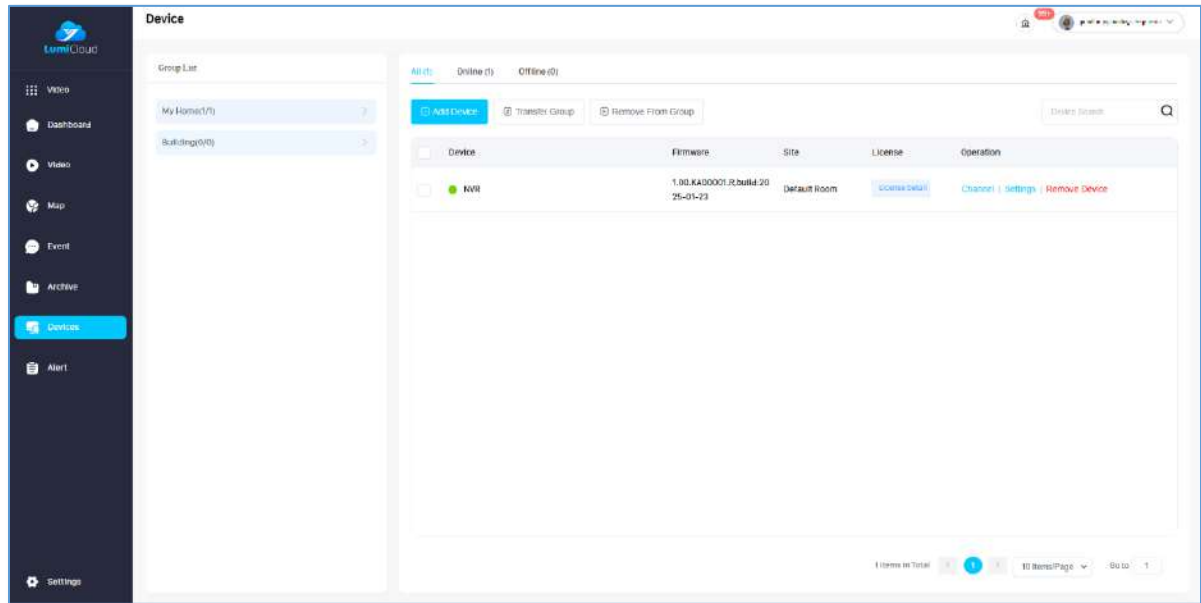 LumiCloud
Device
99+
Group List
All (1) Online (1) Offline (0)
Video
My Home(1/1)
Add Device Transfer Group Remove From Group Device Search
Dashboard
Building(0/0)
Device Firmware Site License Operation
Video
NVR 1.00.KA00001.R,build:20
25-01-23 Default Room License Detail Channel | Settings | Remove Device
Map
Event
Archive
Devices
Alert
1 Items in Total 1 10 Items/Page Go to 1
Settings